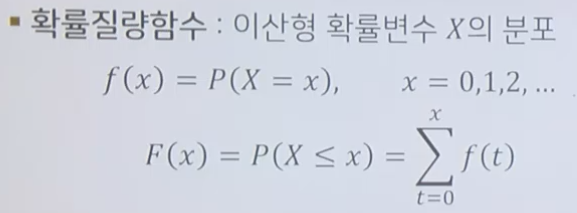 ▪ 확률질량함수 : 이산형 확률변수 X의 분포
f(x) = P(X = x), x = 0,1,2, ...
F(x) = P(X ≤ x) = ∑_{t=0}^{x} f(t)